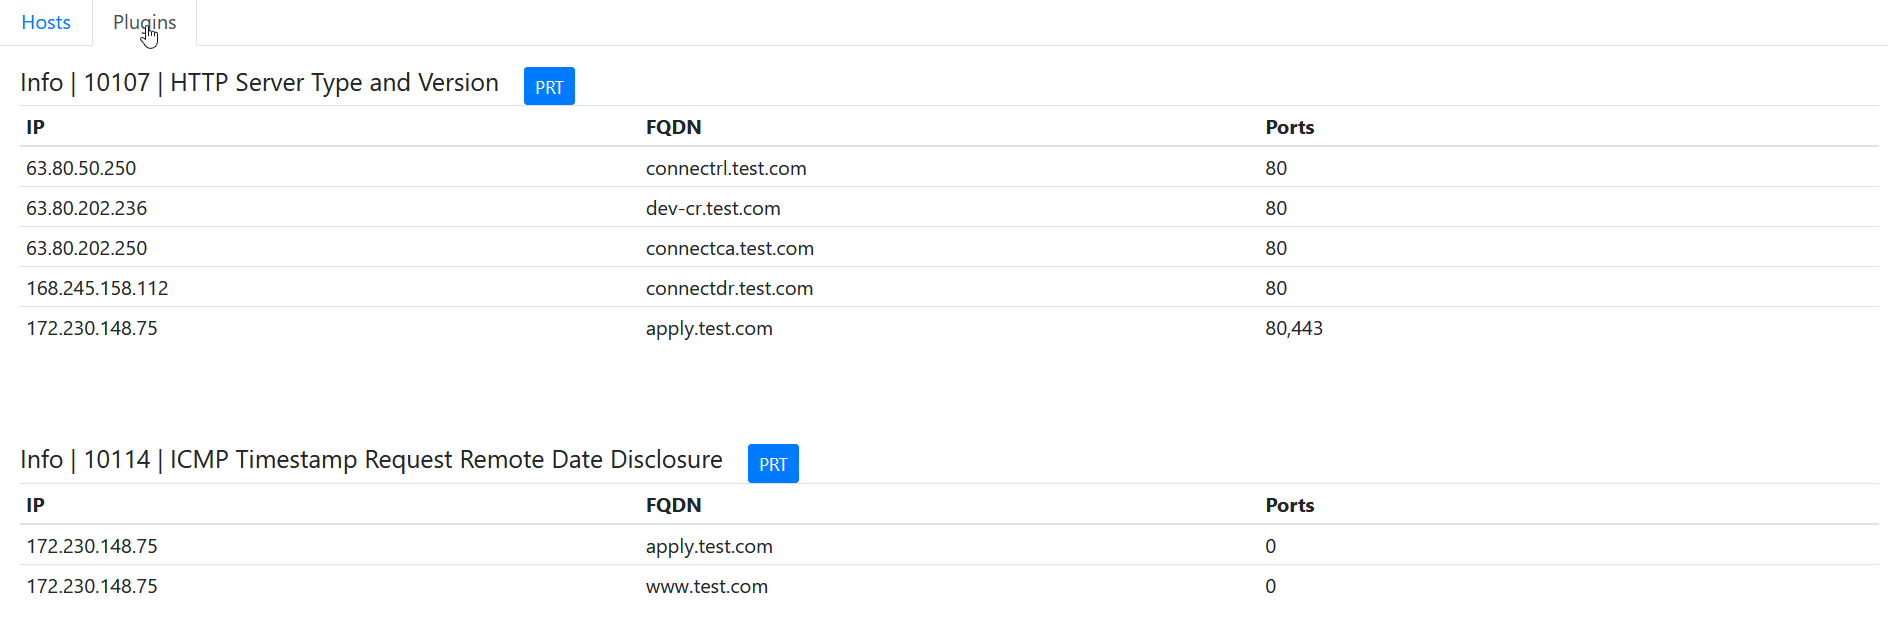 Hosts Plugins
Info | 10107 | HTTP Server Type and Version PRT
IP FQDN Ports
63.80.50.250 connectrl.test.com 80
63.80.202.236 dev-cr.test.com 80
63.80.202.250 connectca.test.com 80
168.245.158.112 connectdr.test.com 80
172.230.148.75 apply.test.com 80,443
Info | 10114 | ICMP Timestamp Request Remote Date Disclosure PRT
IP FQDN Ports
172.230.148.75 apply.test.com 0
172.230.148.75 www.test.com 0